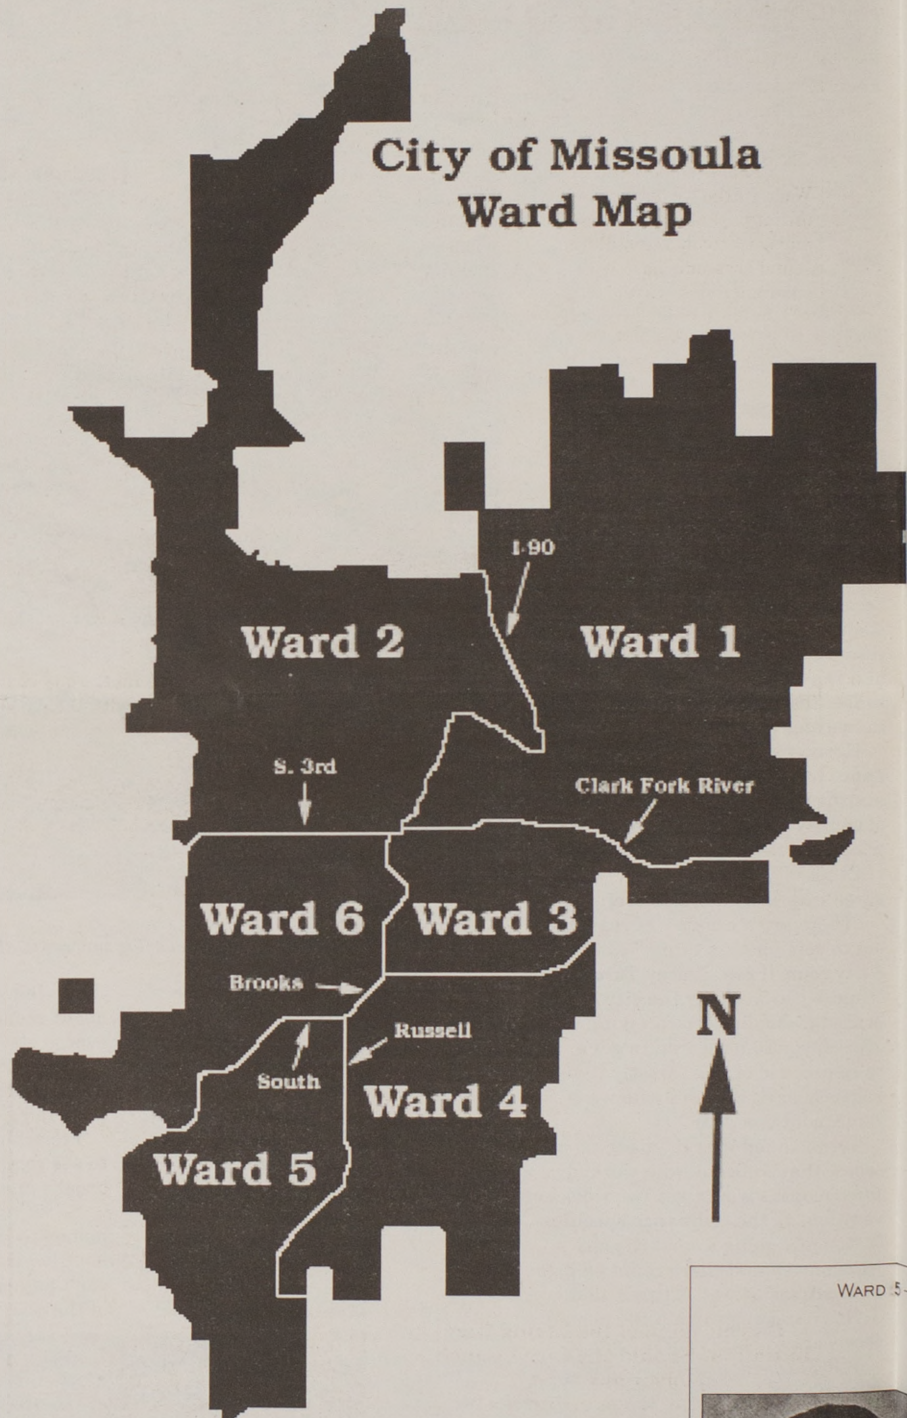 City of Missoula
Ward Map
I-90
Ward 2
Ward 1
S. 3rd
Clark Fork River
Ward 6
Ward 3
Brooks
N
Russell
South
Ward 4
Ward 5
WARD 5-